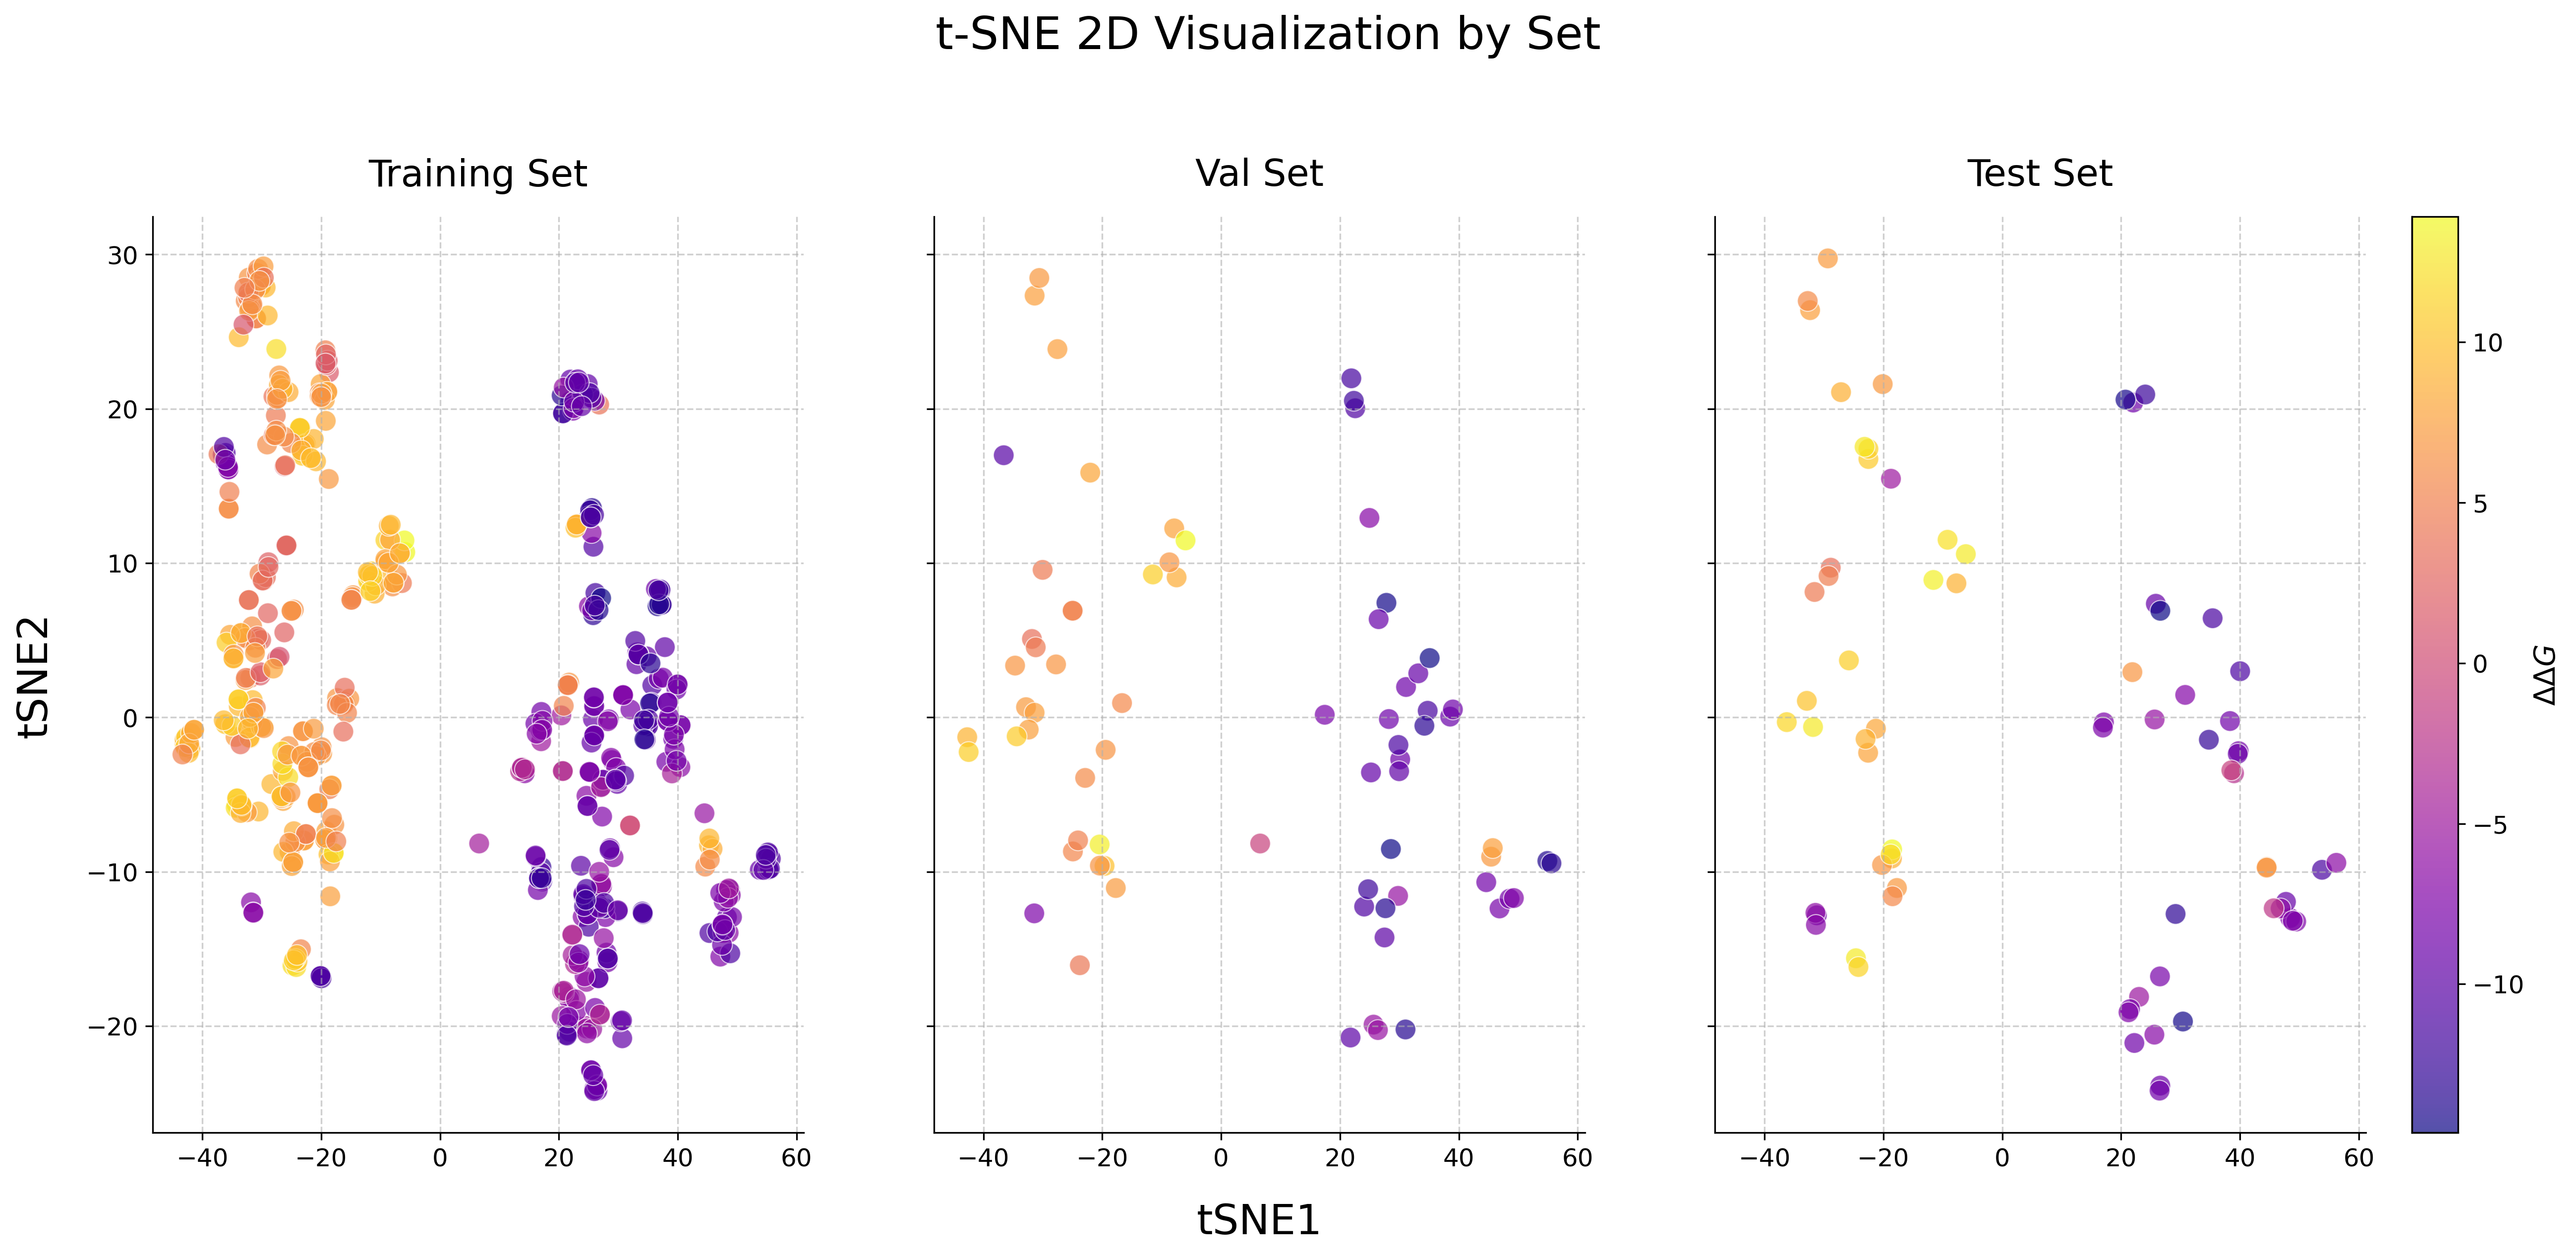 t-SNE 2D Visualization by Set
Training Set
Val Set
Test Set
30
20
10
0
−10
−20
tSNE2
−40 −20 0 20 40 60
−40 −20 0 20 40 60
−40 −20 0 20 40 60
tSNE1
10
5
0
−5
−10
ΔΔG